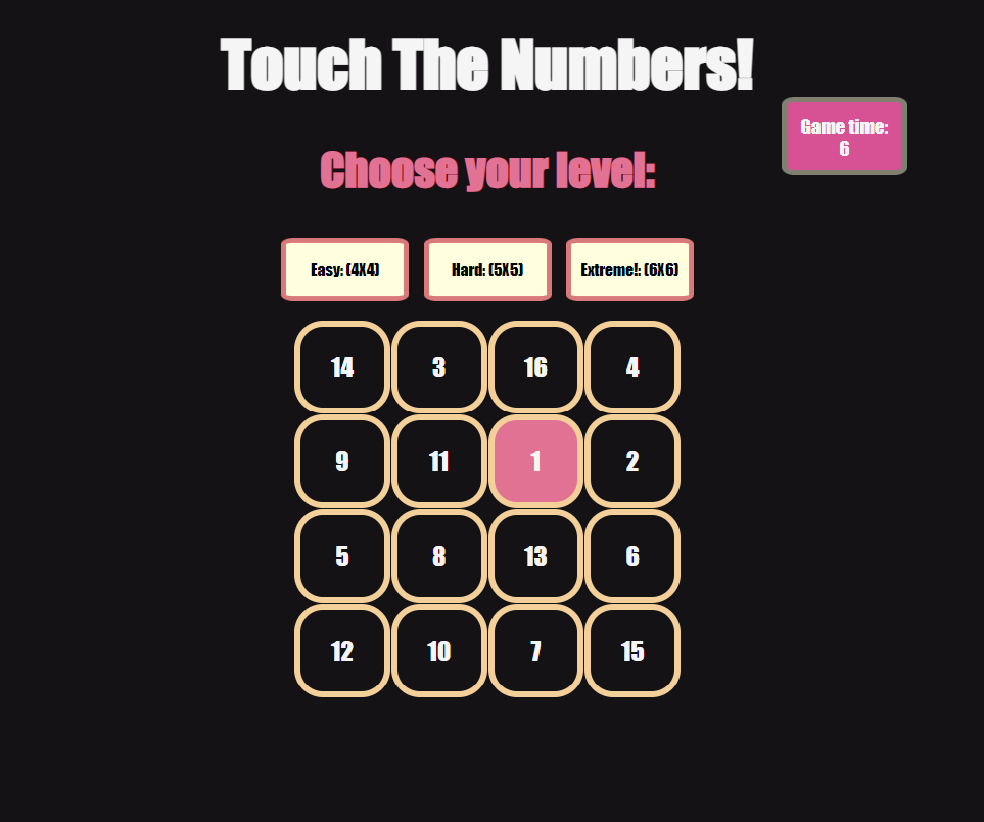 Touch The Numbers!
Game time:
6
Choose your level:
Easy: (4X4) Hard: (5X5) Extreme!: (6X6)
14 3 16 4
9 11 1 2
5 8 13 6
12 10 7 15